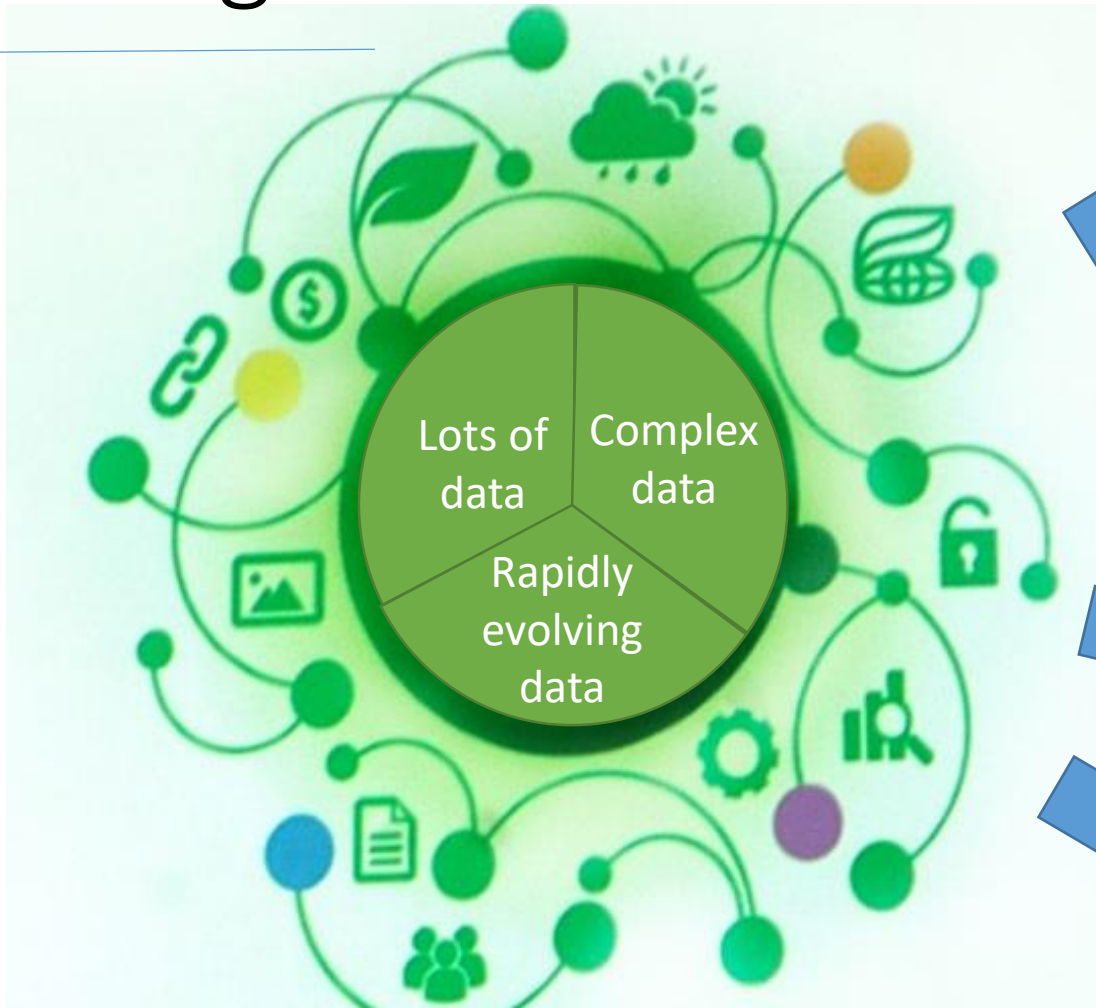 Lots of
data
Complex
data
Rapidly
evolving
data
$